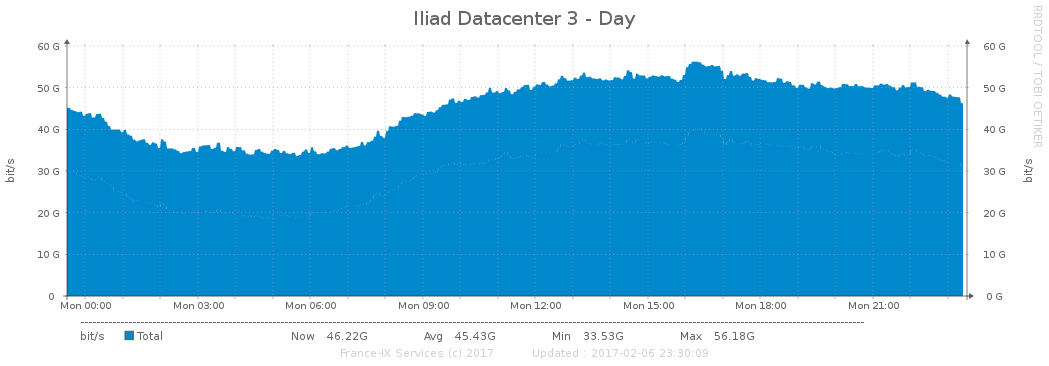 Iliad Datacenter 3 - Day
RRDTOOL / TOBI OETIKER
60 G 60 G
50 G 50 G
40 G 40 G
30 G 30 G
20 G 20 G
10 G 10 G
0 0 G
bit/s bit/s
Mon 00:00 Mon 03:00 Mon 06:00 Mon 09:00 Mon 12:00 Mon 15:00 Mon 18:00 Mon 21:00
bit/s Total Now 46.22G Avg 45.43G Min 33.53G Max 56.18G
France-IX Services (c) 2017 Updated : 2017-02-06 23:30:09